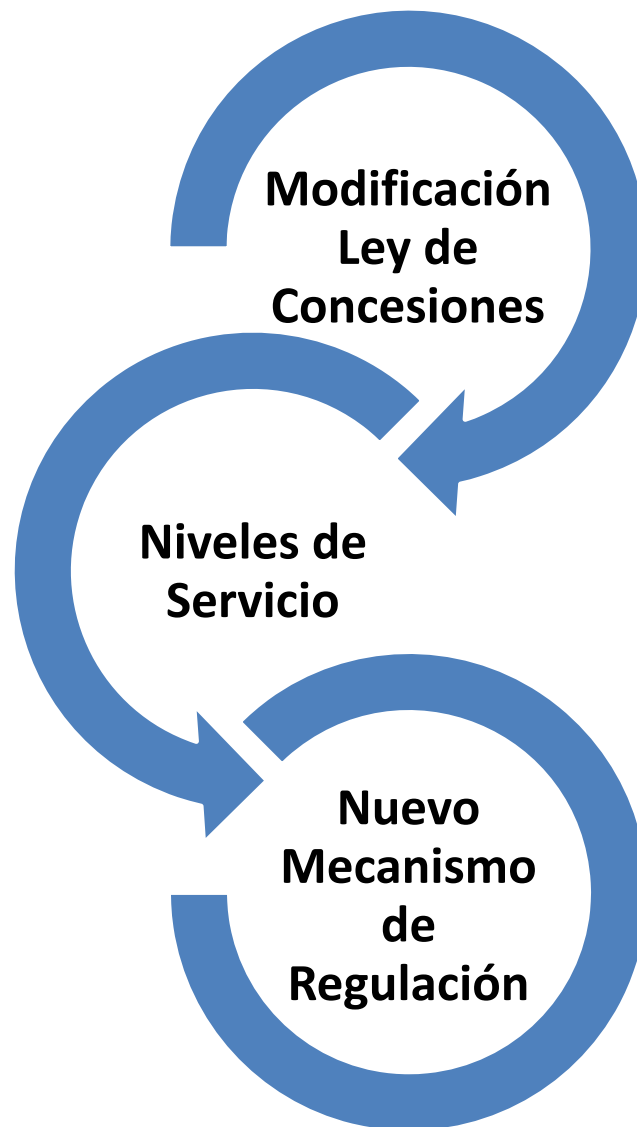 Modificación
Ley de
Concesiones
Niveles de
Servicio
Nuevo
Mecanismo
de
Regulación